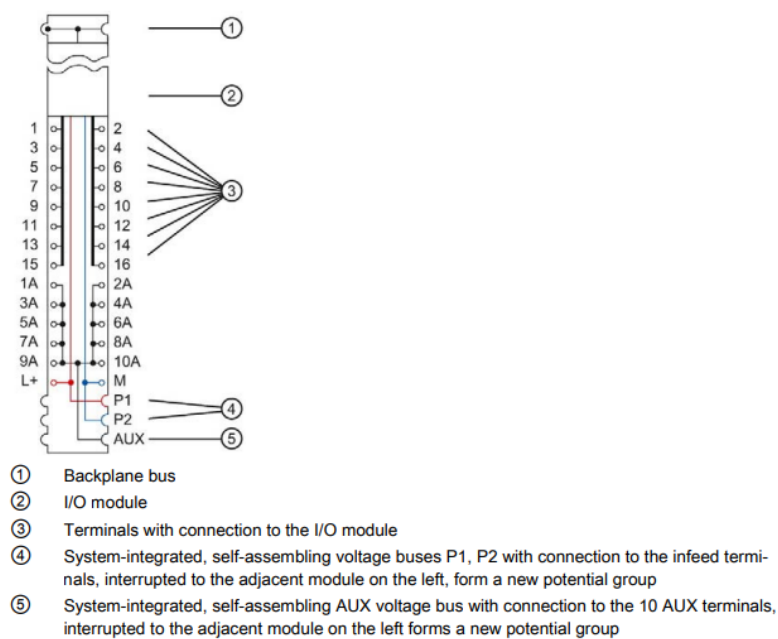 ①
②
1 2
3 4
5 6
7 8
③
9 10
11 12
13 14
15 16
1A 2A
3A 4A
5A 6A
7A 8A
9A 10A
L+ M
P1
④
P2
AUX ⑤
① Backplane bus
② I/O module
③ Terminals with connection to the I/O module
④ System-integrated, self-assembling voltage buses P1, P2 with connection to the infeed termi-
nals, interrupted to the adjacent module on the left, form a new potential group
⑤ System-integrated, self-assembling AUX voltage bus with connection to the 10 AUX terminals,
interrupted to the adjacent module on the left forms a new potential group